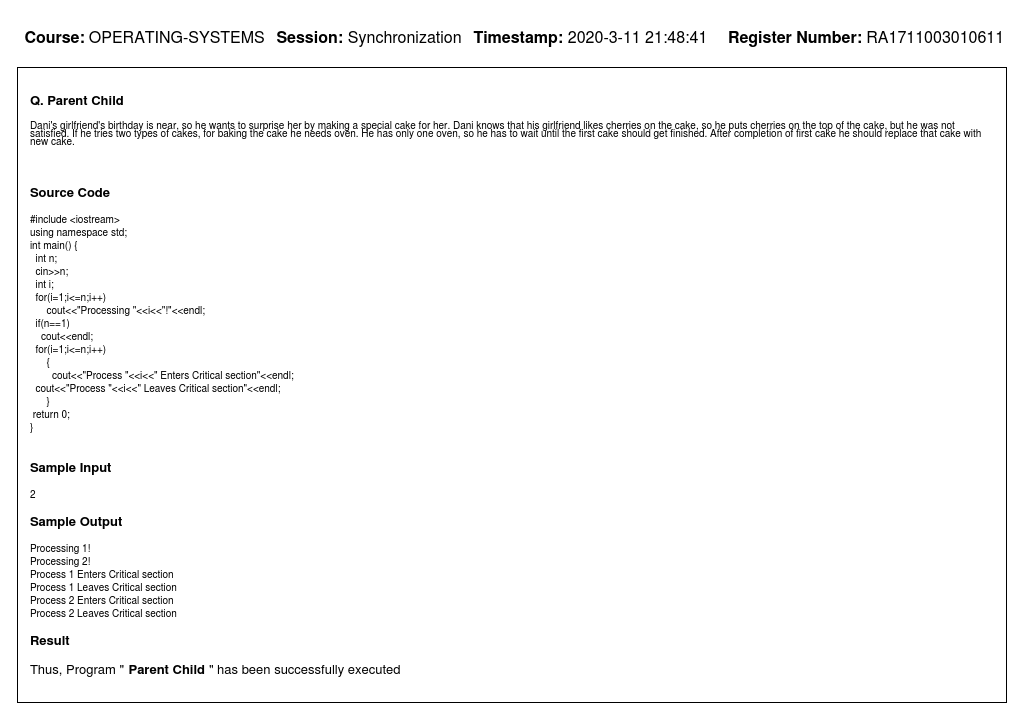 Course: OPERATING-SYSTEMS Session: Synchronization Timestamp: 2020-3-11 21:48:41 Register Number: RA1711003010611
Q. Parent Child
Dani's girlfriend's birthday is near, so he wants to surprise her by making a special cake for her. Dani knows that his girlfriend likes cherries on the cake, so he puts cherries on the top of the cake, but he was not
satisfied. If he tries two types of cakes, for baking the cake he needs oven. He has only one oven, so he has to wait until the first cake should get finished. After completion of first cake he should replace that cake with
new cake.
Source Code
#include <iostream>
using namespace std;
int main() {
int n;
cin>>n;
int i;
for(i=1;i<=n;i++)
cout<<"Processing "<<i<<"!"<<endl;
if(n==1)
cout<<endl;
for(i=1;i<=n;i++)
{
cout<<"Process "<<i<<" Enters Critical section"<<endl;
cout<<"Process "<<i<<" Leaves Critical section"<<endl;
}
return 0;
}
Sample Input
2
Sample Output
Processing 1!
Processing 2!
Process 1 Enters Critical section
Process 1 Leaves Critical section
Process 2 Enters Critical section
Process 2 Leaves Critical section
Result
Thus, Program " Parent Child " has been successfully executed